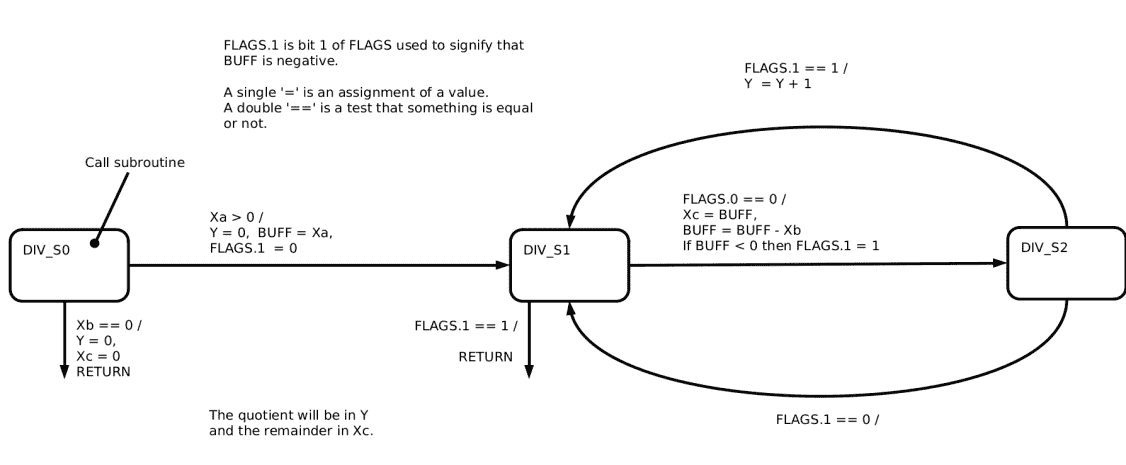 FLAGS.1 is bit 1 of FLAGS used to signify that
BUFF is negative.
A single '=' is an assignment of a value.
A double '==' is a test that something is equal
or not.
FLAGS.1 == 1 /
Y = Y + 1
Call subroutine
Xa > 0 /
Y = 0, BUFF = Xa,
FLAGS.1 = 0
FLAGS.0 == 0 /
Xc = BUFF,
BUFF = BUFF - Xb
If BUFF < 0 then FLAGS.1 = 1
DIV_S0
DIV_S1
DIV_S2
Xb == 0 /
Y = 0,
Xc = 0
RETURN
FLAGS.1 == 1 /
RETURN
The quotient will be in Y
and the remainder in Xc.
FLAGS.1 == 0 /